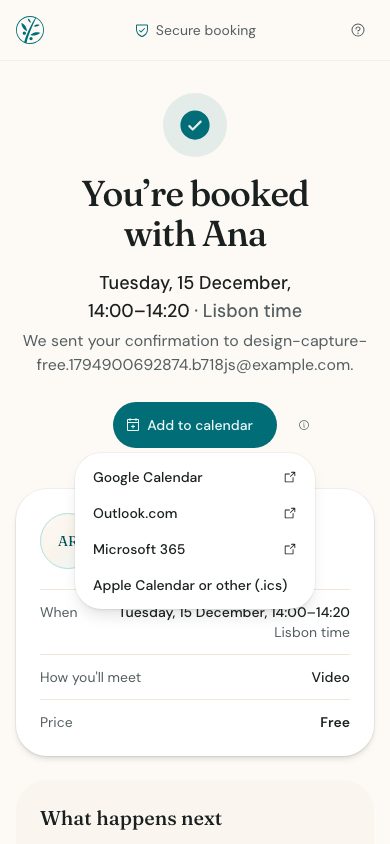 Secure booking
You’re booked
with Ana
Tuesday, 15 December,
14:00–14:20 · Lisbon time
We sent your confirmation to design-capture-
free.1794900692874.b718js@example.com.
Add to calendar
Google Calendar
Outlook.com
Microsoft 365
Apple Calendar or other (.ics)
AR
When
Tuesday, 15 December, 14:00–14:20
Lisbon time
How you'll meet
Video
Price
Free
What happens next